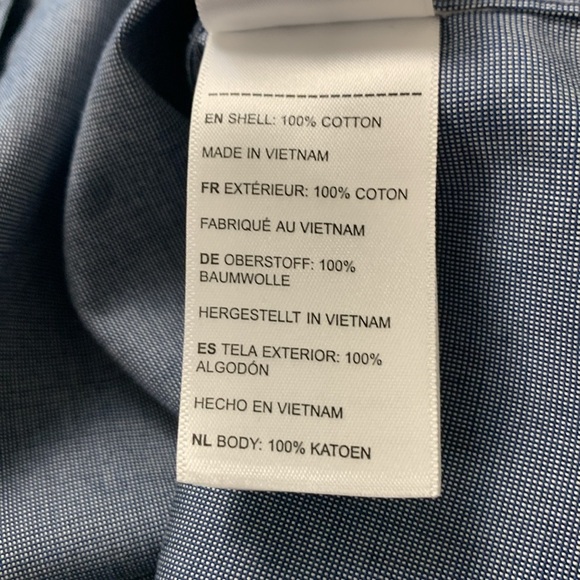 EN SHELL: 100% COTTON
MADE IN VIETNAM
FR EXTÉRIEUR: 100% COTON
FABRIQUÉ AU VIETNAM
DE OBERSTOFF: 100%
BAUMWOLLE
HERGESTELLT IN VIETNAM
ES TELA EXTERIOR: 100%
ALGODÓN
HECHO EN VIETNAM
NL BODY: 100% KATOEN